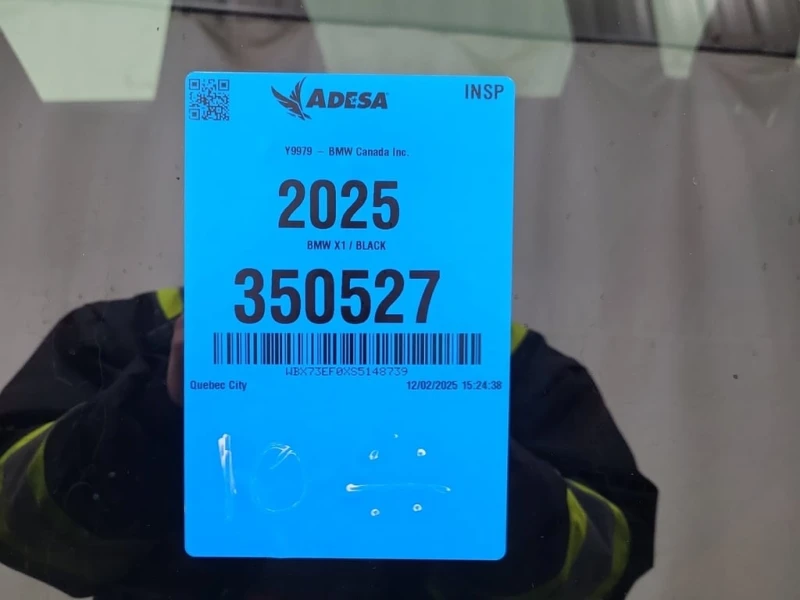 ADESA
INSP
Y9979 - BMW Canada Inc.
2025
BMW X1 / BLACK
350527
WBX73EF0XS5148739
Quebec City
12/02/2025 15:24:38
10